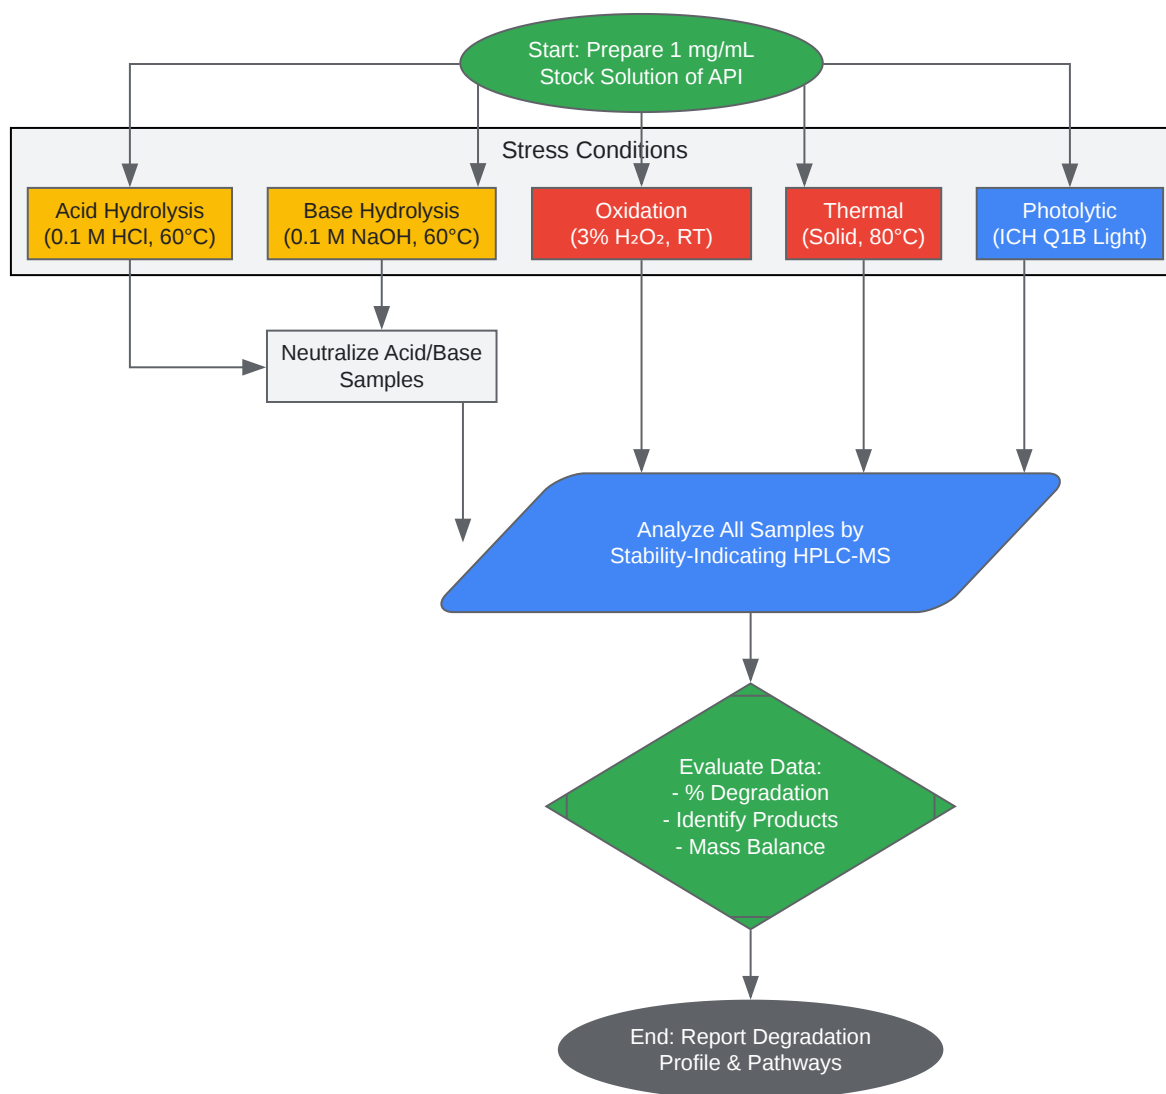 Start: Prepare 1 mg/mL
Stock Solution of API
Stress Conditions
Acid Hydrolysis
(0.1 M HCl, 60°C)
Base Hydrolysis
(0.1 M NaOH, 60°C)
Oxidation
(3% H₂O₂, RT)
Thermal
(Solid, 80°C)
Photolytic
(ICH Q1B Light)
Neutralize Acid/Base
Samples
Analyze All Samples by
Stability-Indicating HPLC-MS
Evaluate Data:
- % Degradation
- Identify Products
- Mass Balance
End: Report Degradation
Profile & Pathways